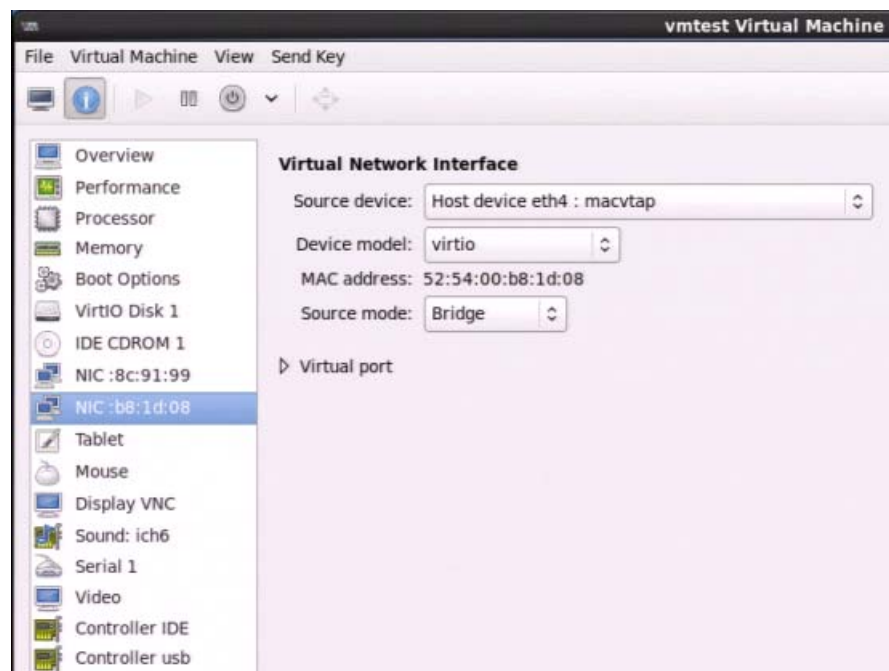 vmtest Virtual Machine
File Virtual Machine View Send Key
Overview
Performance
Processor
Memory
Boot Options
VirtIO Disk 1
IDE CDROM 1
NIC :8c:91:99
NIC :b8:1d:08
Tablet
Mouse
Display VNC
Sound: ich6
Serial 1
Video
Controller IDE
Controller usb
Virtual Network Interface
Source device: Host device eth4 : macvtap
Device model: virtio
MAC address: 52:54:00:b8:1d:08
Source mode: Bridge
Virtual port